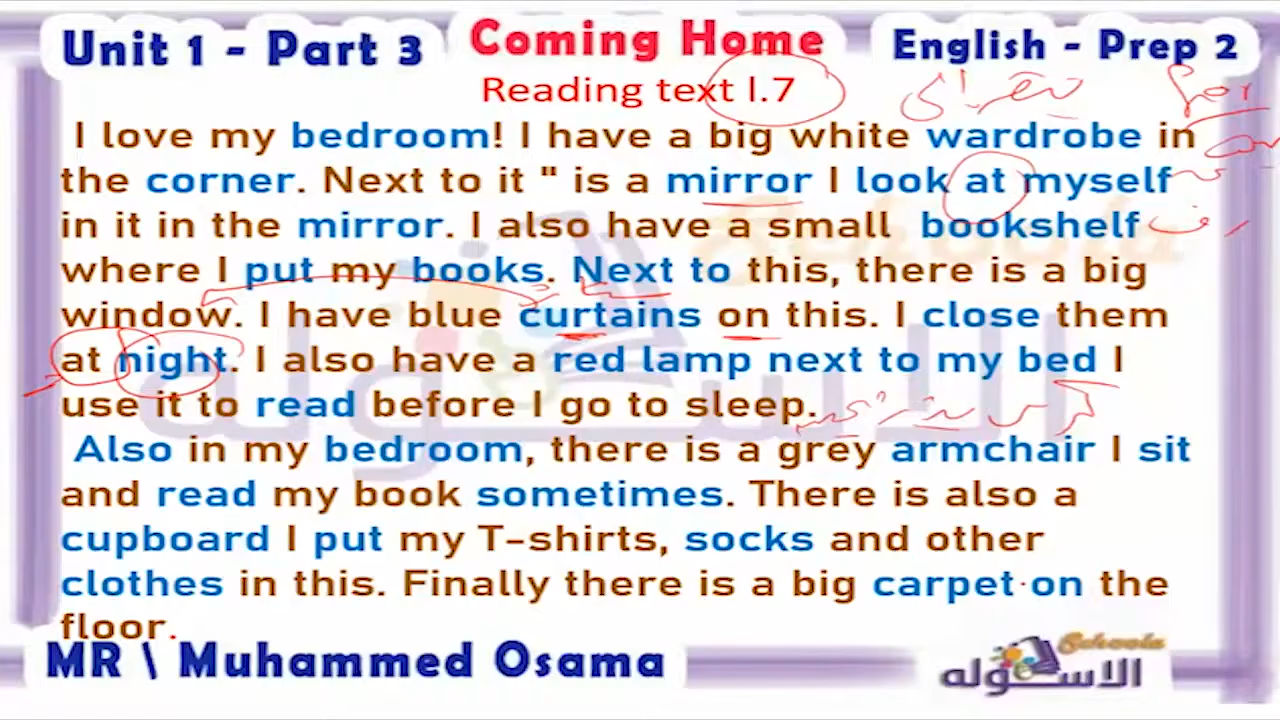 Unit 1 - Part 3
Coming Home
English - Prep 2
Reading text l.7
for
I love my bedroom! I have a big white wardrobe in
the corner. Next to it " is a mirror I look at myself
in it in the mirror. I also have a small bookshelf
where I put my books. Next to this, there is a big
window. I have blue curtains on this. I close them
at night. I also have a red lamp next to my bed I
use it to read before I go to sleep.
Also in my bedroom, there is a grey armchair I sit
and read my book sometimes. There is also a
cupboard I put my T-shirts, socks and other
clothes in this. Finally there is a big carpet on the
floor.
MR \ Muhammed Osama
Schoola
الاسكوله